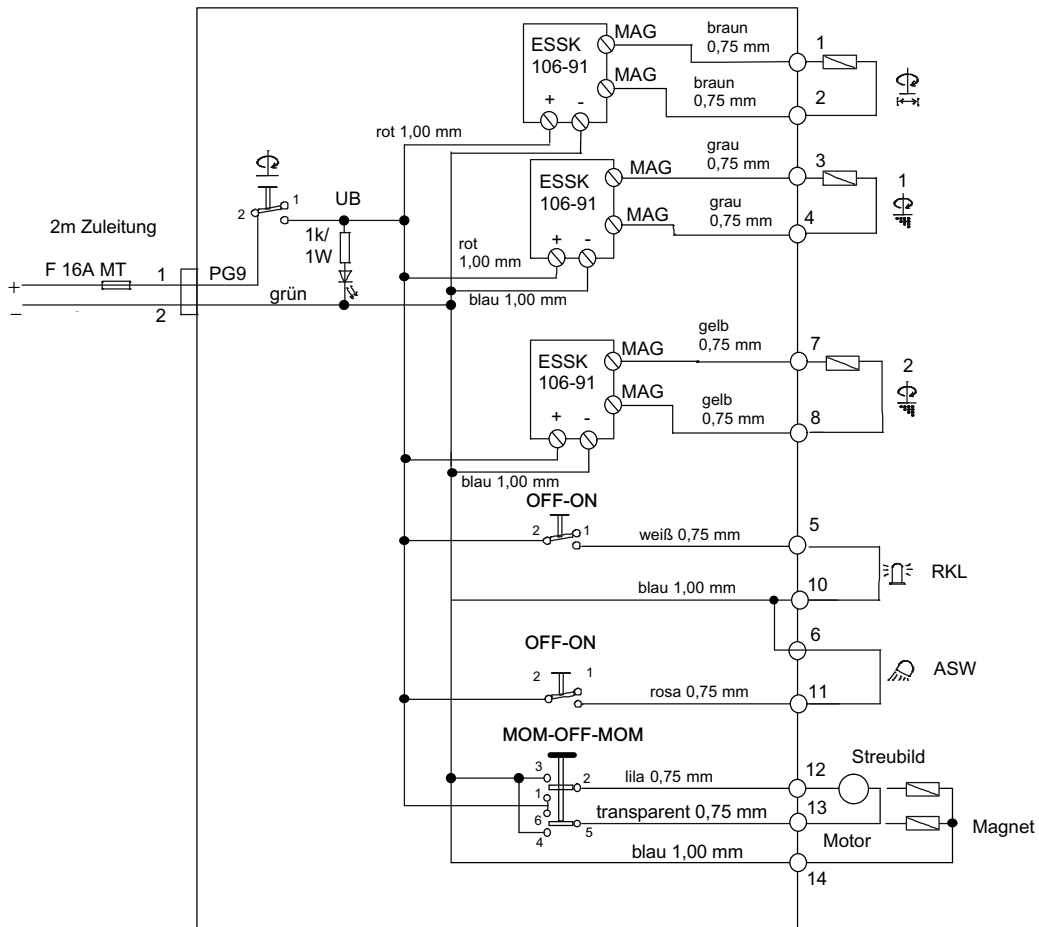 ESSK
106-91
+ -
MAG
MAG
braun
0,75 mm
braun
0,75 mm
1
2
rot 1,00 mm
ESSK
106-91
+ -
MAG
MAG
grau
0,75 mm
grau
0,75 mm
3
4
1
rot
1,00 mm
blau 1,00 mm
2 1
UB
1k/
1W
2m Zuleitung
F 16A MT
1
PG9
+
−
2
grün
ESSK
106-91
+ -
MAG
MAG
gelb
0,75 mm
gelb
0,75 mm
7
8
2
blau 1,00 mm
OFF-ON
2 1
weiß 0,75 mm
5
RKL
blau 1,00 mm
10
6
OFF-ON
2 1
rosa 0,75 mm
11
ASW
MOM-OFF-MOM
3
2
1
6
5
4
lila 0,75 mm
12
Streubild
transparent 0,75 mm
13
Motor
Magnet
blau 1,00 mm
14